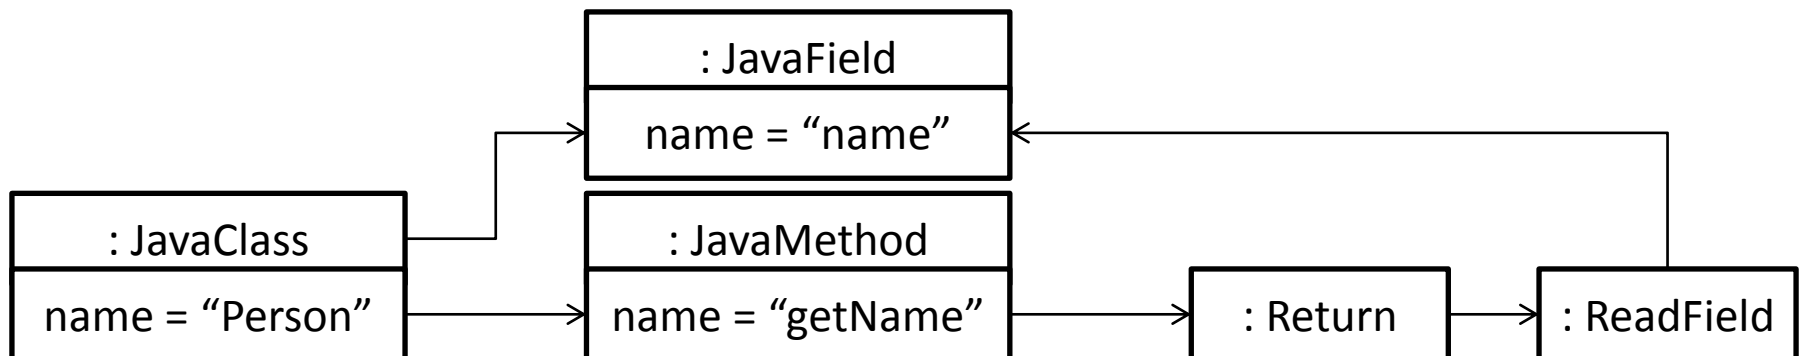 : JavaField
name = “name”
: JavaClass
name = “Person”
: JavaMethod
name = “getName”
: Return
: ReadField